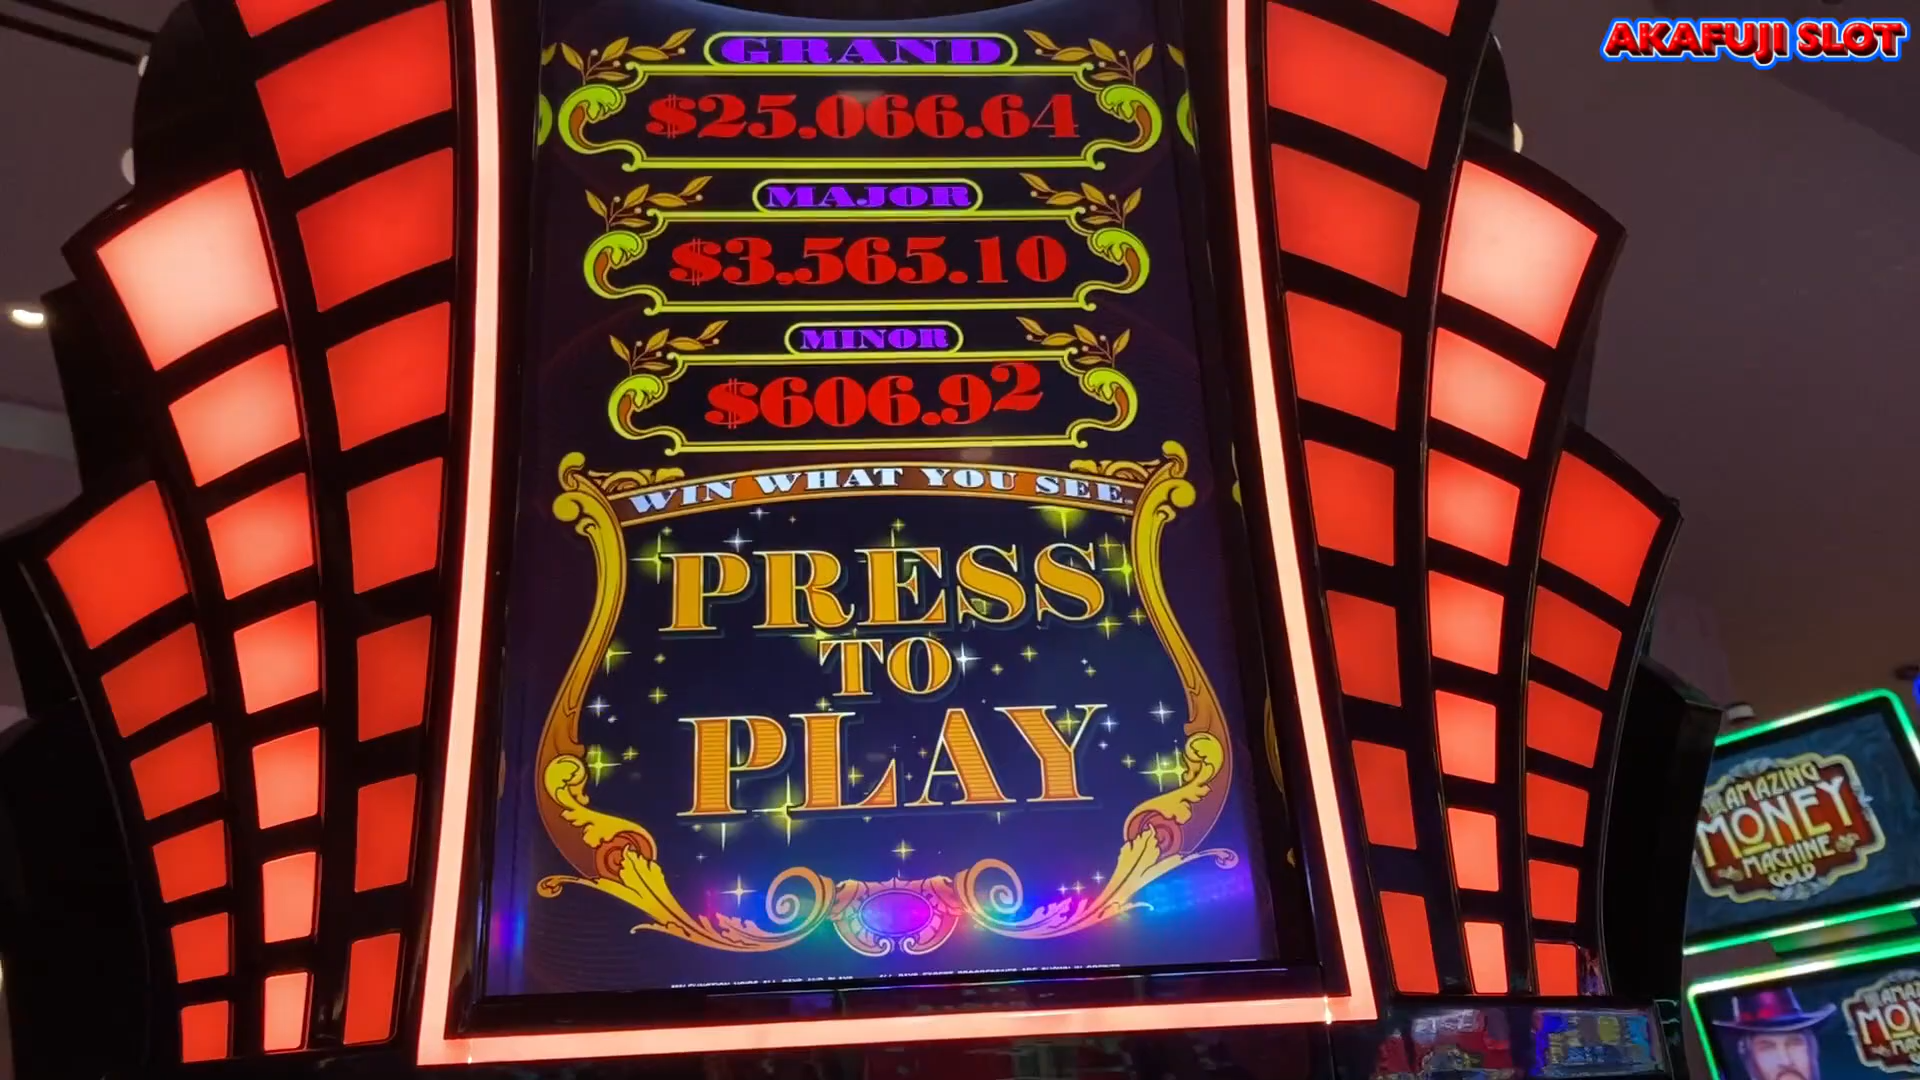 AKAFUJI SLOT
GRAND
$25,066.64
MAJOR
$3,565.10
MINOR
$606.92
WIN WHAT YOU SEE.
PRESS
TO
PLAY
THE AMAZING
MONEY
MACHINE
GOLD